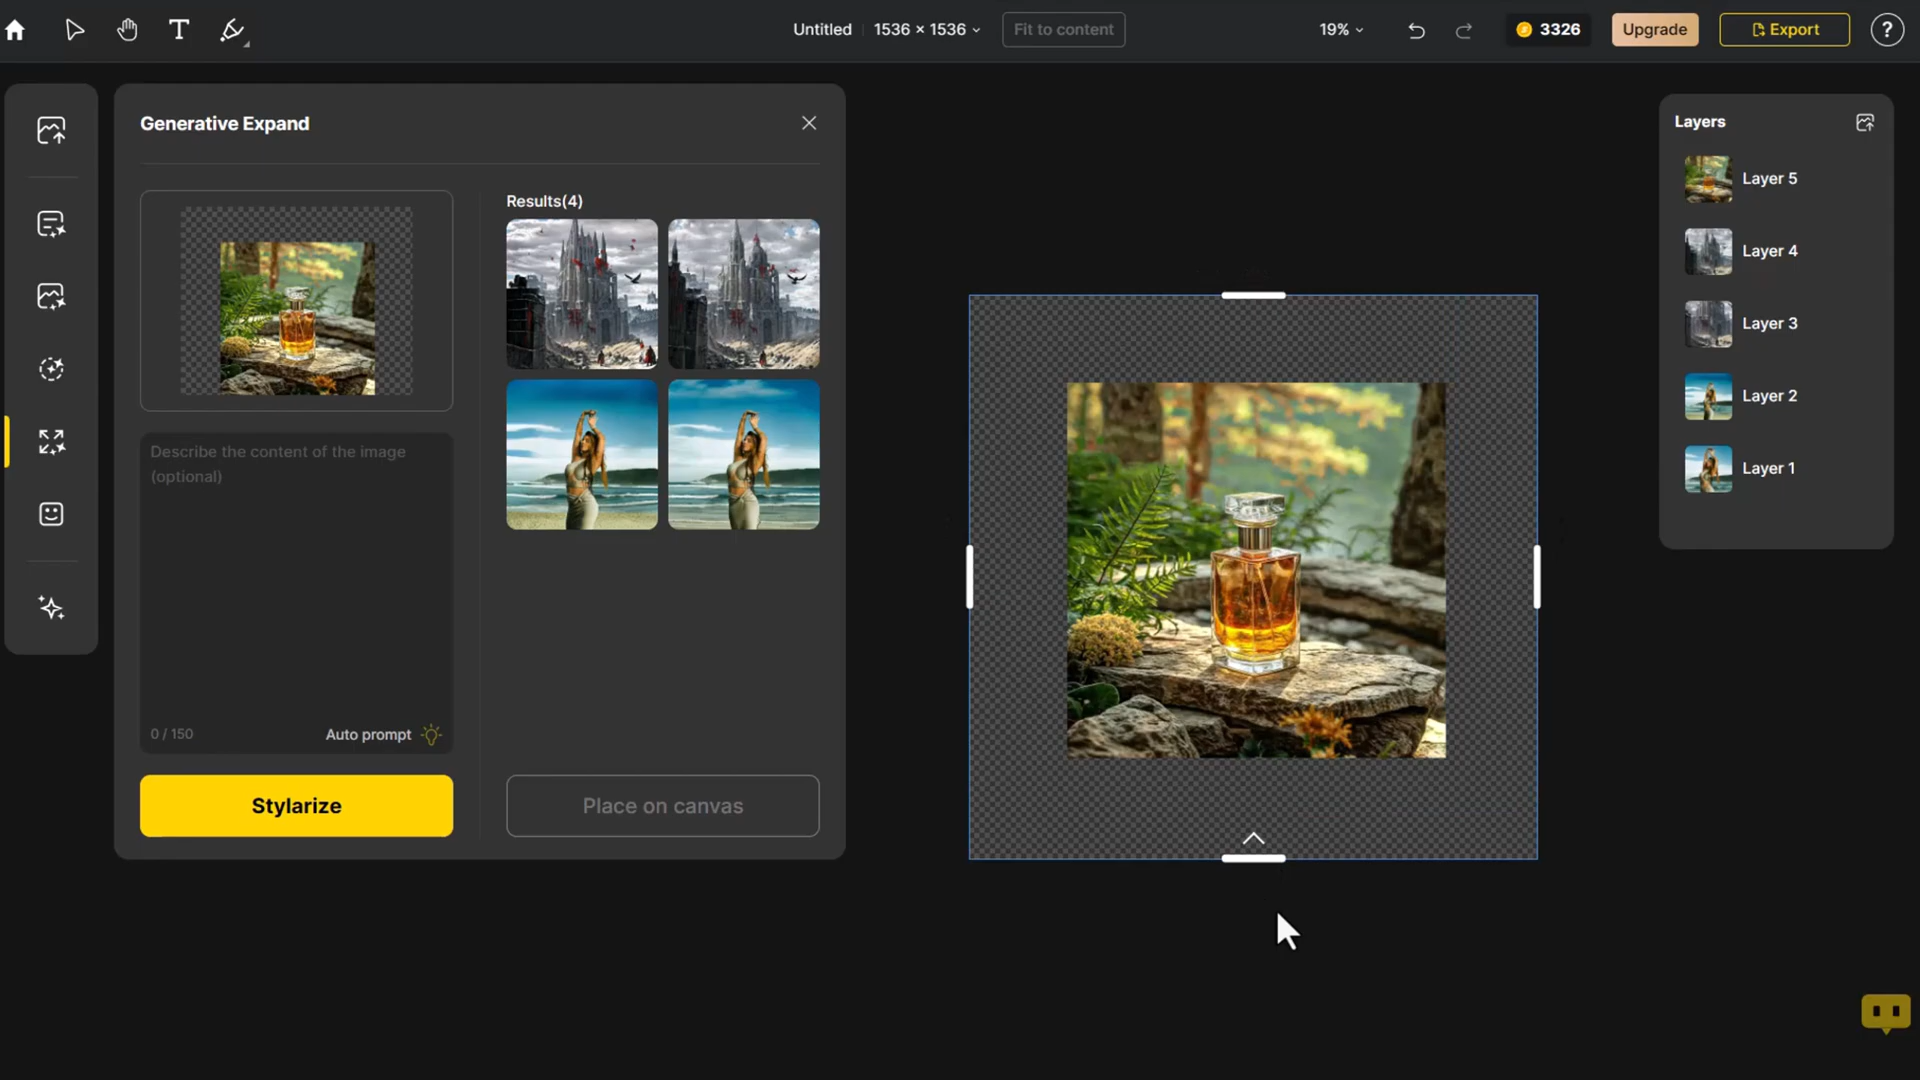 Untitled
1536 × 1536
Fit to content
19%
3326
Upgrade
Export
?
Generative Expand
Results(4)
Describe the content of the image
(optional)
0 / 150
Auto prompt
Stylarize
Place on canvas
Layers
Layer 5
Layer 4
Layer 3
Layer 2
Layer 1